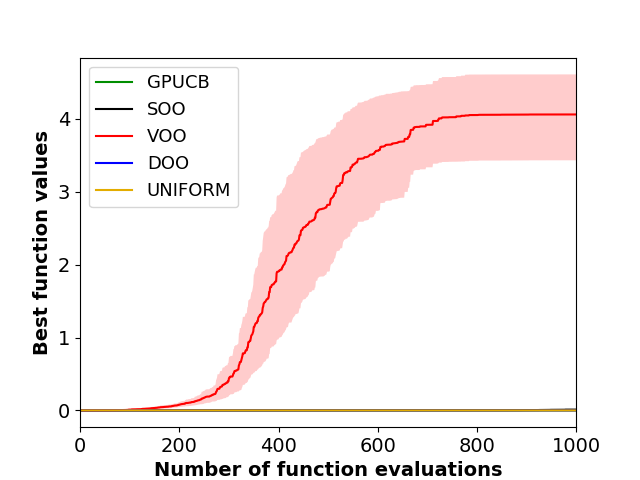 GPUCB
SOO
VOO
DOO
UNIFORM
Best function values
4
3
2
1
0
0 200 400 600 800 1000
Number of function evaluations